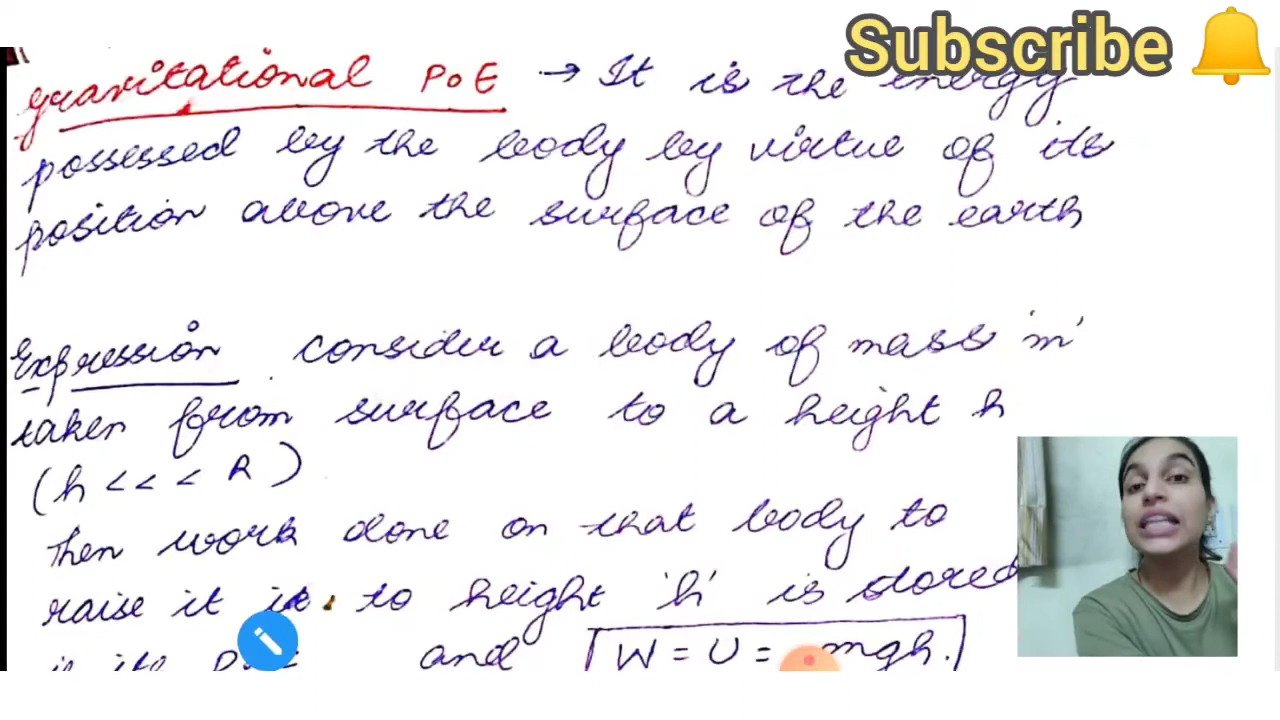 Subscribe
gravitational P.E → It is the energy
possessed by the body by virtue of its
position above the surface of the earth
Expression consider a body of mass 'm'
taken from surface to a height h
(h <<< R)
Then work done on that body to
raise it it to height 'h' is stored
and W = U = mgh.